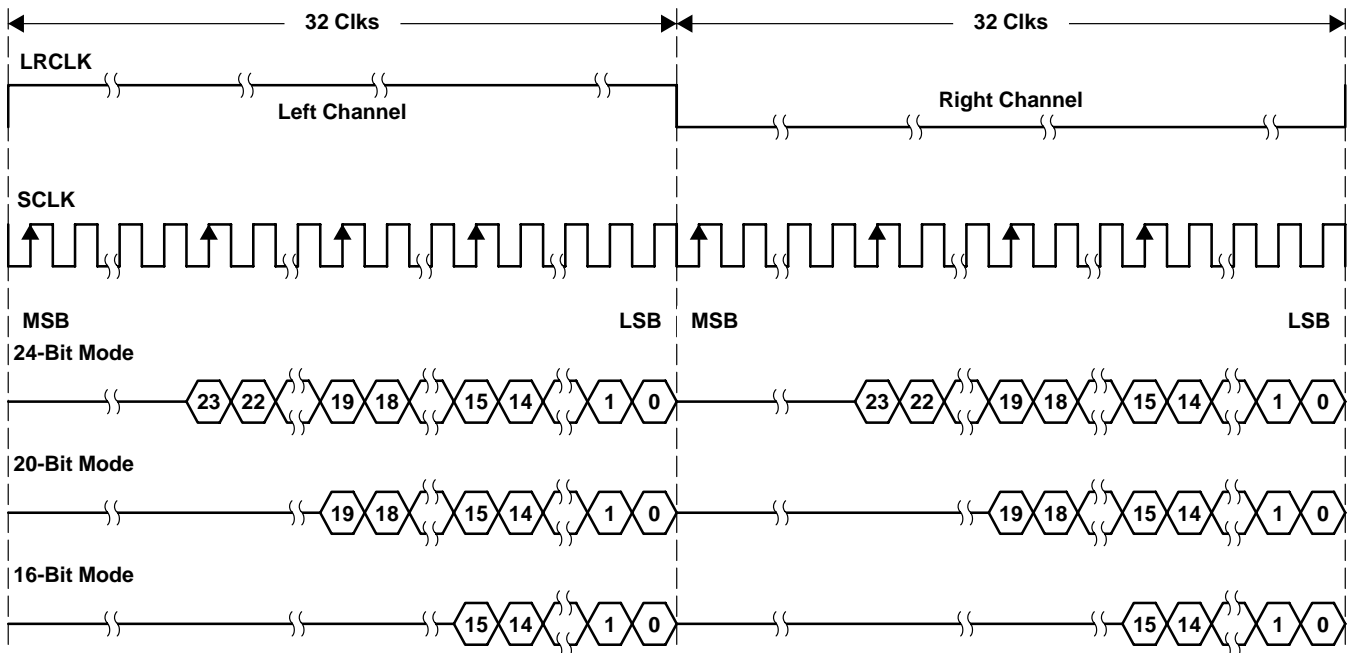 32 Clks 32 Clks
LRCLK
Left Channel Right Channel
SCLK
MSB LSB MSB LSB
24-Bit Mode
23 22 19 18 15 14 1 0 23 22 19 18 15 14 1 0
20-Bit Mode
19 18 15 14 1 0 19 18 15 14 1 0
16-Bit Mode
15 14 1 0 15 14 1 0